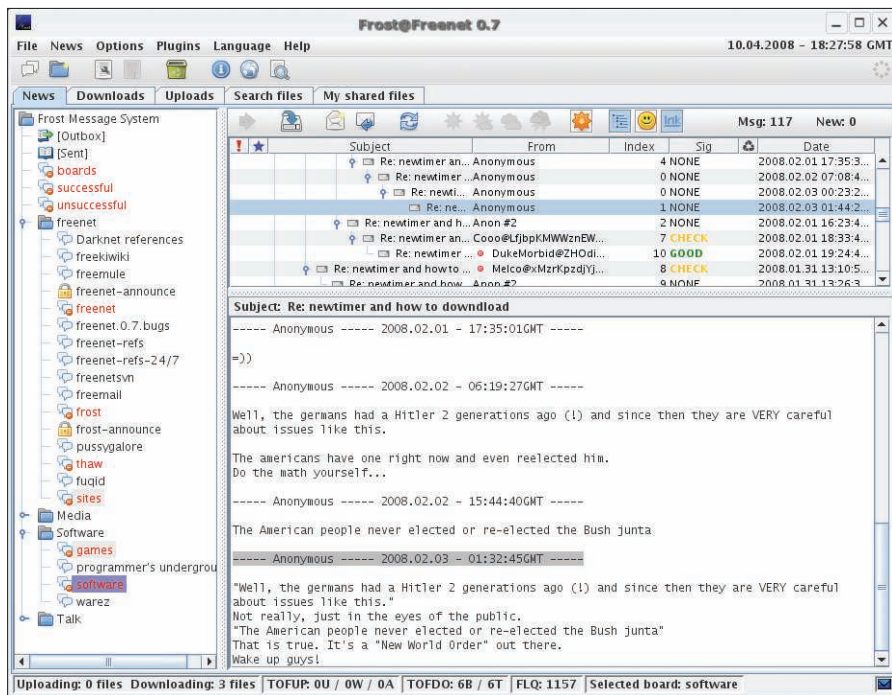 Frost@Freenet 0.7
File News Options Plugins Language Help
10.04.2008 - 18:27:58 GMT
News Downloads Uploads Search files My shared files
Frost Message System
[Outbox]
[Sent]
boards
successful
unsuccessful
freenet
Darknet references
freekiwiki
freemule
freenet-announce
freenet
freenet.0.7.bugs
freenet-refs
freenet-refs-24/7
freenetsvn
freemail
frost
frost-announce
pussygalore
thaw
fuqid
sites
Media
Software
games
programmer's undergrou
software
warez
Talk
lnk
Msg: 117 New: 0
Subject From Index Sig Date
Re: newtimer an... Anonymous 4 NONE 2008.02.01 17:35:3...
Re: newtimer ... Anonymous 0 NONE 2008.02.02 07:08:4...
Re: newti... Anonymous 0 NONE 2008.02.03 00:23:2...
Re: ne... Anonymous 1 NONE 2008.02.03 01:44:2...
Re: newtimer and h... Anon #2 2 NONE 2008.02.01 16:23:4...
Re: newtimer an... Cooo@LfjbpKMWWznEW... 7 CHECK 2008.02.01 18:33:4...
Re: newtimer ... DukeMorbid@ZHOdi... 10 GOOD 2008.02.01 19:24:4...
Re: newtimer and howto ... Melco@xMzrKpzdjYj... 8 CHECK 2008.01.31 13:10:5...
Re: newtimer and how Anon #2 9 NONE 2008.01.31 13:26:3
Subject: Re: newtimer and how to downdload
----- Anonymous ----- 2008.02.01 - 17:35:01GMT -----
=))
----- Anonymous ----- 2008.02.02 - 06:19:27GMT -----
Well, the germans had a Hitler 2 generations ago (!) and since then they are VERY careful
about issues like this.
The americans have one right now and even reelected him.
Do the math yourself...
----- Anonymous ----- 2008.02.02 - 15:44:40GMT -----
The American people never elected or re-elected the Bush junta
----- Anonymous ----- 2008.02.03 - 01:32:45GMT -----
"Well, the germans had a Hitler 2 generations ago (!) and since then they are VERY careful
about issues like this."
Not really, just in the eyes of the public.
"The American people never elected or re-elected the Bush junta"
That is true. It's a "New World Order" out there.
Wake up guys!
Uploading: 0 files Downloading: 3 files TOFUP: 0U / 0W / 0A TOFDO: 6B / 6T FLQ: 1157 Selected board: software